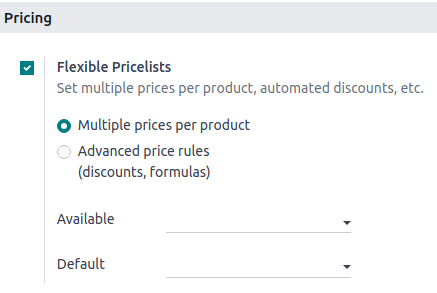 Pricing
Flexible Pricelists
Set multiple prices per product, automated discounts, etc.
Multiple prices per product
Advanced price rules
(discounts, formulas)
Available
Default